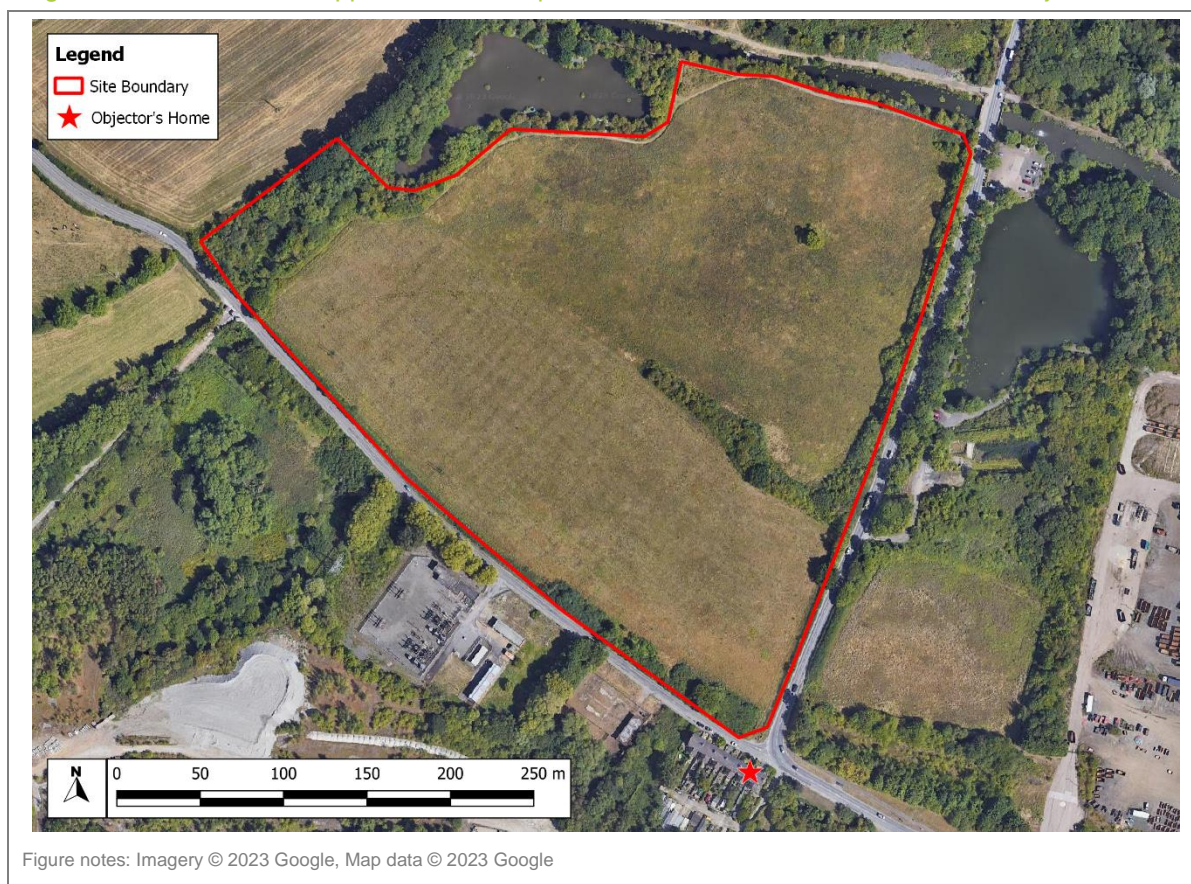 Legend
Site Boundary
Objector's Home
N
0 50 100 150 200 250 m
Figure notes: Imagery © 2023 Google, Map data © 2023 Google